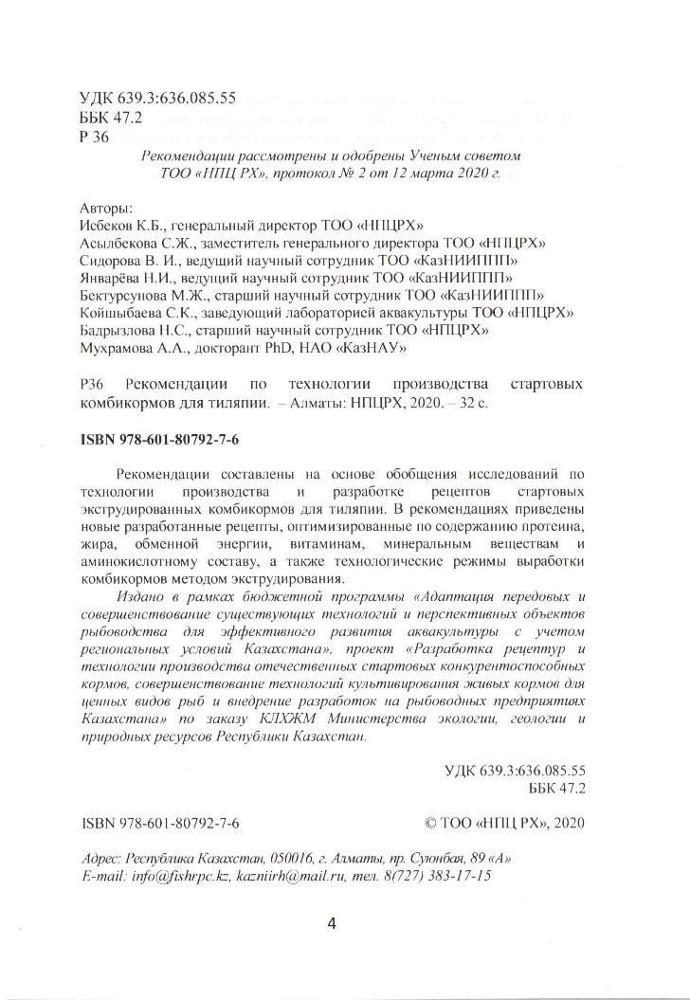 УДК 639.3:636.085.55
ББК 47.2
Р 36
Рекомендации рассмотрены и одобрены Ученым советом
ТОО «НПЦ РХ», протокол № 2 от 12 марта 2020 г.
Авторы:
Исбеков К.Б., генеральный директор ТОО «НПЦРХ»
Асылбекова С.Ж., заместитель генерального директора ТОО «НПЦРХ»
Сидорова В. И., ведущий научный сотрудник ТОО «КазНИИППП»
Январёва Н.И., ведущий научный сотрудник ТОО «КазНИИППП»
Бектурсунова М.Ж., старший научный сотрудник ТОО «КазНИИППП»
Койшыбаева С.К., заведующий лабораторией аквакультуры ТОО «НПЦРХ»
Бадрызлова Н.С., старший научный сотрудник ТОО «НПЦРХ»
Мухрамова А.А., докторант PhD, НАО «КазНАУ»
Р36 Рекомендации по технологии производства стартовых
комбикормов для тиляпии. – Алматы: НПЦРХ, 2020. – 32 с.
ISBN 978-601-80792-7-6
Рекомендации составлены на основе обобщения исследований по
технологии производства и разработке рецептов стартовых
экструдированных комбикормов для тиляпии. В рекомендациях приведены
новые разработанные рецепты, оптимизированные по содержанию протеина,
жира, обменной энергии, витаминам, минеральным веществам и
аминокислотному составу, а также технологические режимы выработки
комбикормов методом экструдирования.
Издано в рамках бюджетной программы «Адаптация передовых и
совершенствование существующих технологий и перспективных объектов
рыбоводства для эффективного развития аквакультуры с учетом
региональных условий Казахстана», проект «Разработка рецептур и
технологии производства отечественных стартовых конкурентоспособных
кормов, совершенствование технологий культивирования живых кормов для
ценных видов рыб и внедрение разработок на рыбоводных предприятиях
Казахстана» по заказу КЛХЖМ Министерства экологии, геологии и
природных ресурсов Республики Казахстан.
УДК 639.3:636.085.55
ББК 47.2
ISBN 978-601-80792-7-6 © ТОО «НПЦ РХ», 2020
Адрес: Республика Казахстан, 050016, г. Алматы, пр. Суюнбая, 89 «А»
E-mail: info@fishrpc.kz, kazniirh@mail.ru, тел. 8(727) 383-17-15
4